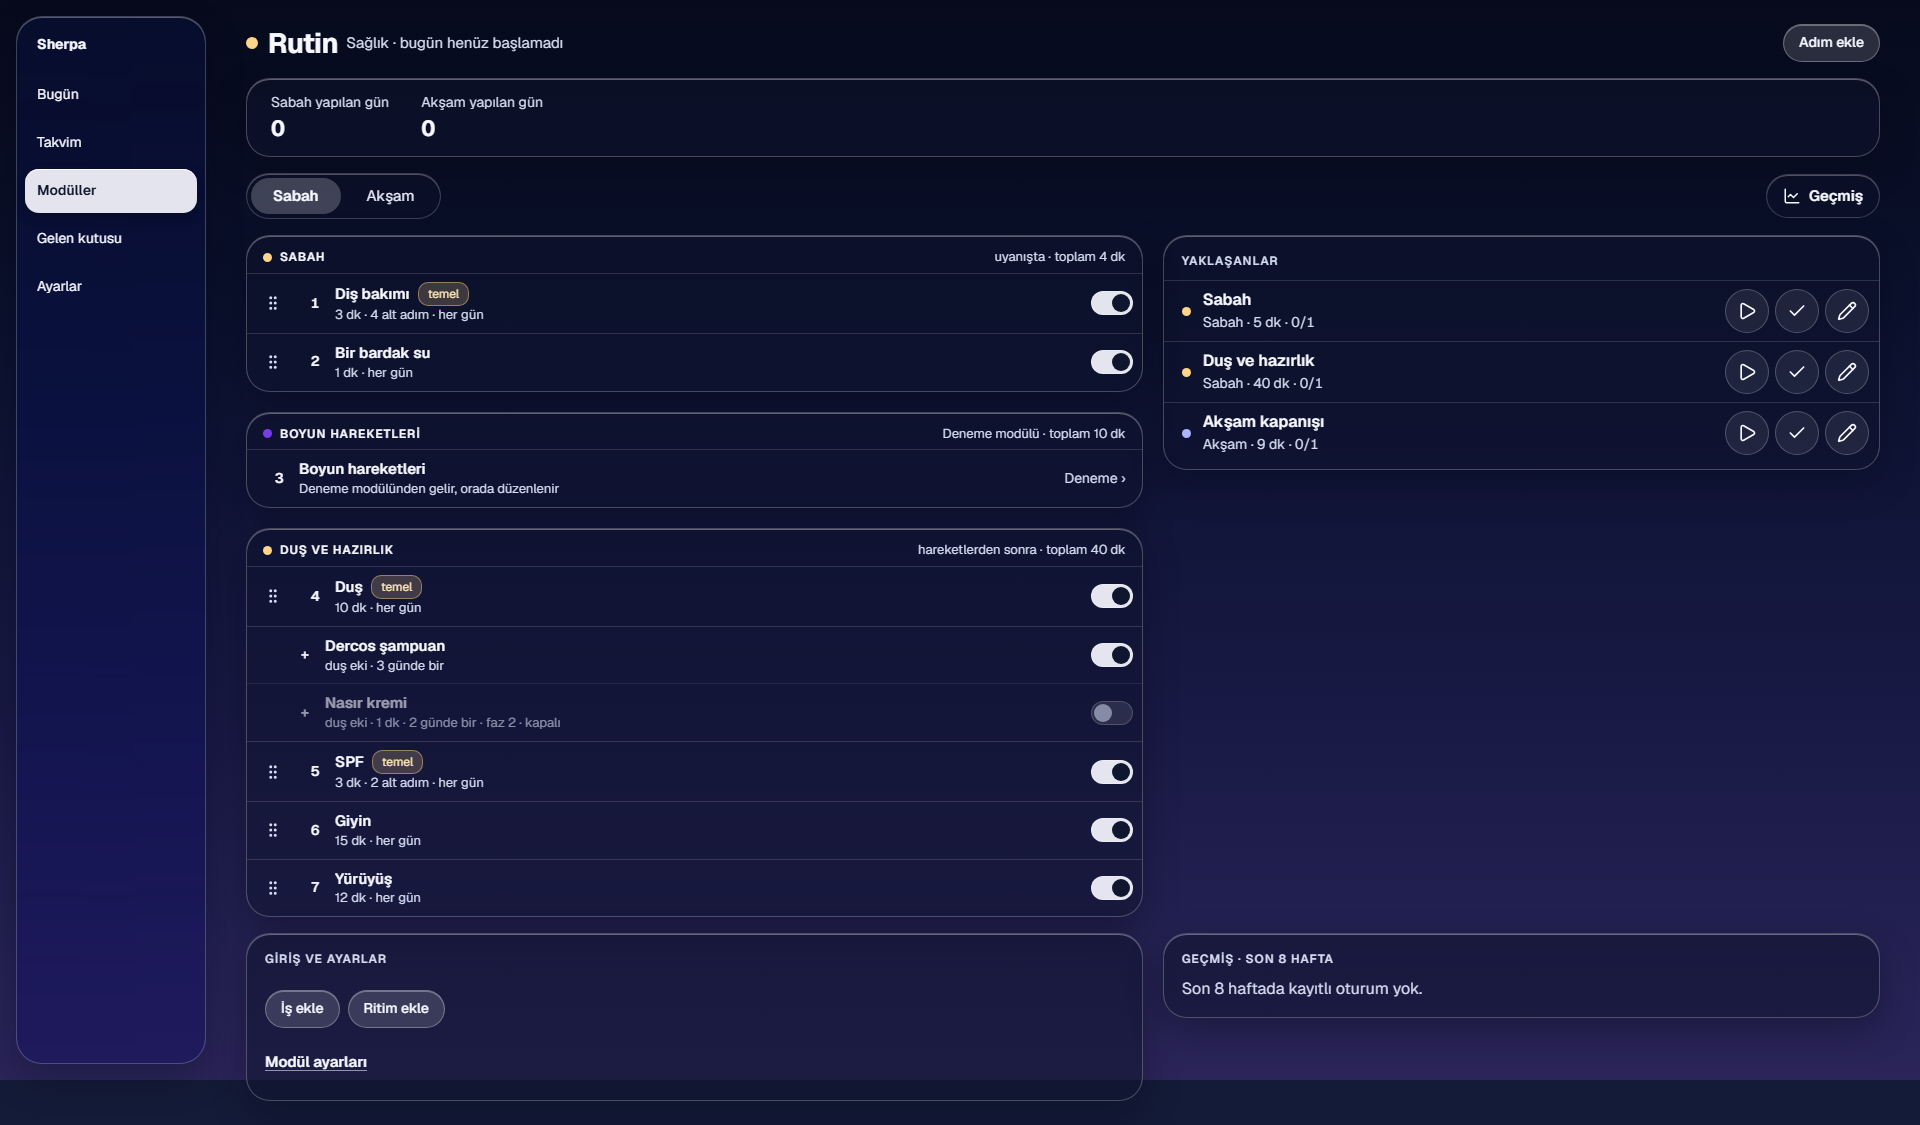 Sherpa
Bugün
Takvim
Modüller
Gelen kutusu
Ayarlar
Rutin Sağlık · bugün henüz başlamadı
Adım ekle
Sabah yapılan gün
0
Akşam yapılan gün
0
Sabah
Akşam
Geçmiş
SABAH
uyanışta · toplam 4 dk
1
Diş bakımı temel
3 dk · 4 alt adım · her gün
2
Bir bardak su
1 dk · her gün
BOYUN HAREKETLERİ
Deneme modülü · toplam 10 dk
3
Boyun hareketleri
Deneme modülünden gelir, orada düzenlenir
Deneme ›
DUŞ VE HAZIRLIK
hareketlerden sonra · toplam 40 dk
4
Duş temel
10 dk · her gün
+
Dercos şampuan
duş eki · 3 günde bir
+
Nasır kremi
duş eki · 1 dk · 2 günde bir · faz 2 · kapalı
5
SPF temel
3 dk · 2 alt adım · her gün
6
Giyin
15 dk · her gün
7
Yürüyüş
12 dk · her gün
YAKLAŞANLAR
Sabah
Sabah · 5 dk · 0/1
Duş ve hazırlık
Sabah · 40 dk · 0/1
Akşam kapanışı
Akşam · 9 dk · 0/1
GİRİŞ VE AYARLAR
İş ekle
Ritim ekle
Modül ayarları
GEÇMİŞ · SON 8 HAFTA
Son 8 haftada kayıtlı oturum yok.